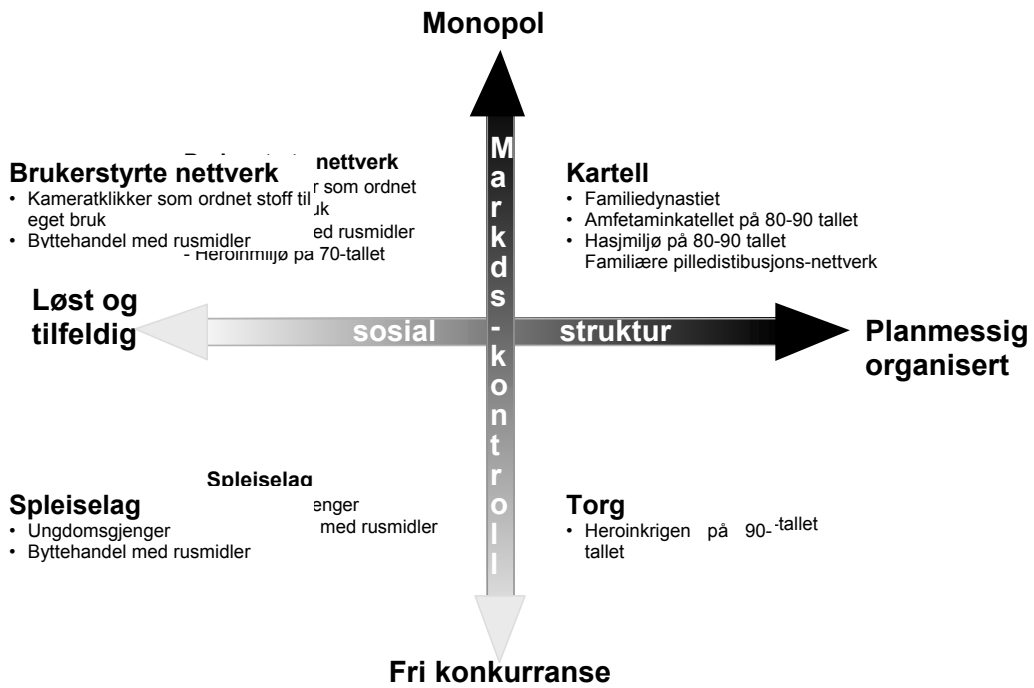 Monopol
Brukerstyrte nettverk
• Kameratklikker som ordnet stoff til
eget bruk
• Byttehandel med rusmidler
nettverk
som ordnet
med rusmidler
- Heroinmiljø på 70-tallet
Kartell
• Familiedynastiet
• Amfetaminkatellet på 80-90 tallet
• Hasjmiljø på 80-90 tallet
Familiære pilledistibusjons-nettverk
Markds-kontroll
Løst og
tilfeldig
sosial struktur
Planmessig
organisert
Spleiselag
• Ungdomsgjenger
• Byttehandel med rusmidler
Spleiselag
med rusmidler
Torg
• Heroinkrigen på 90-
tallet
-tallet
Fri konkurranse